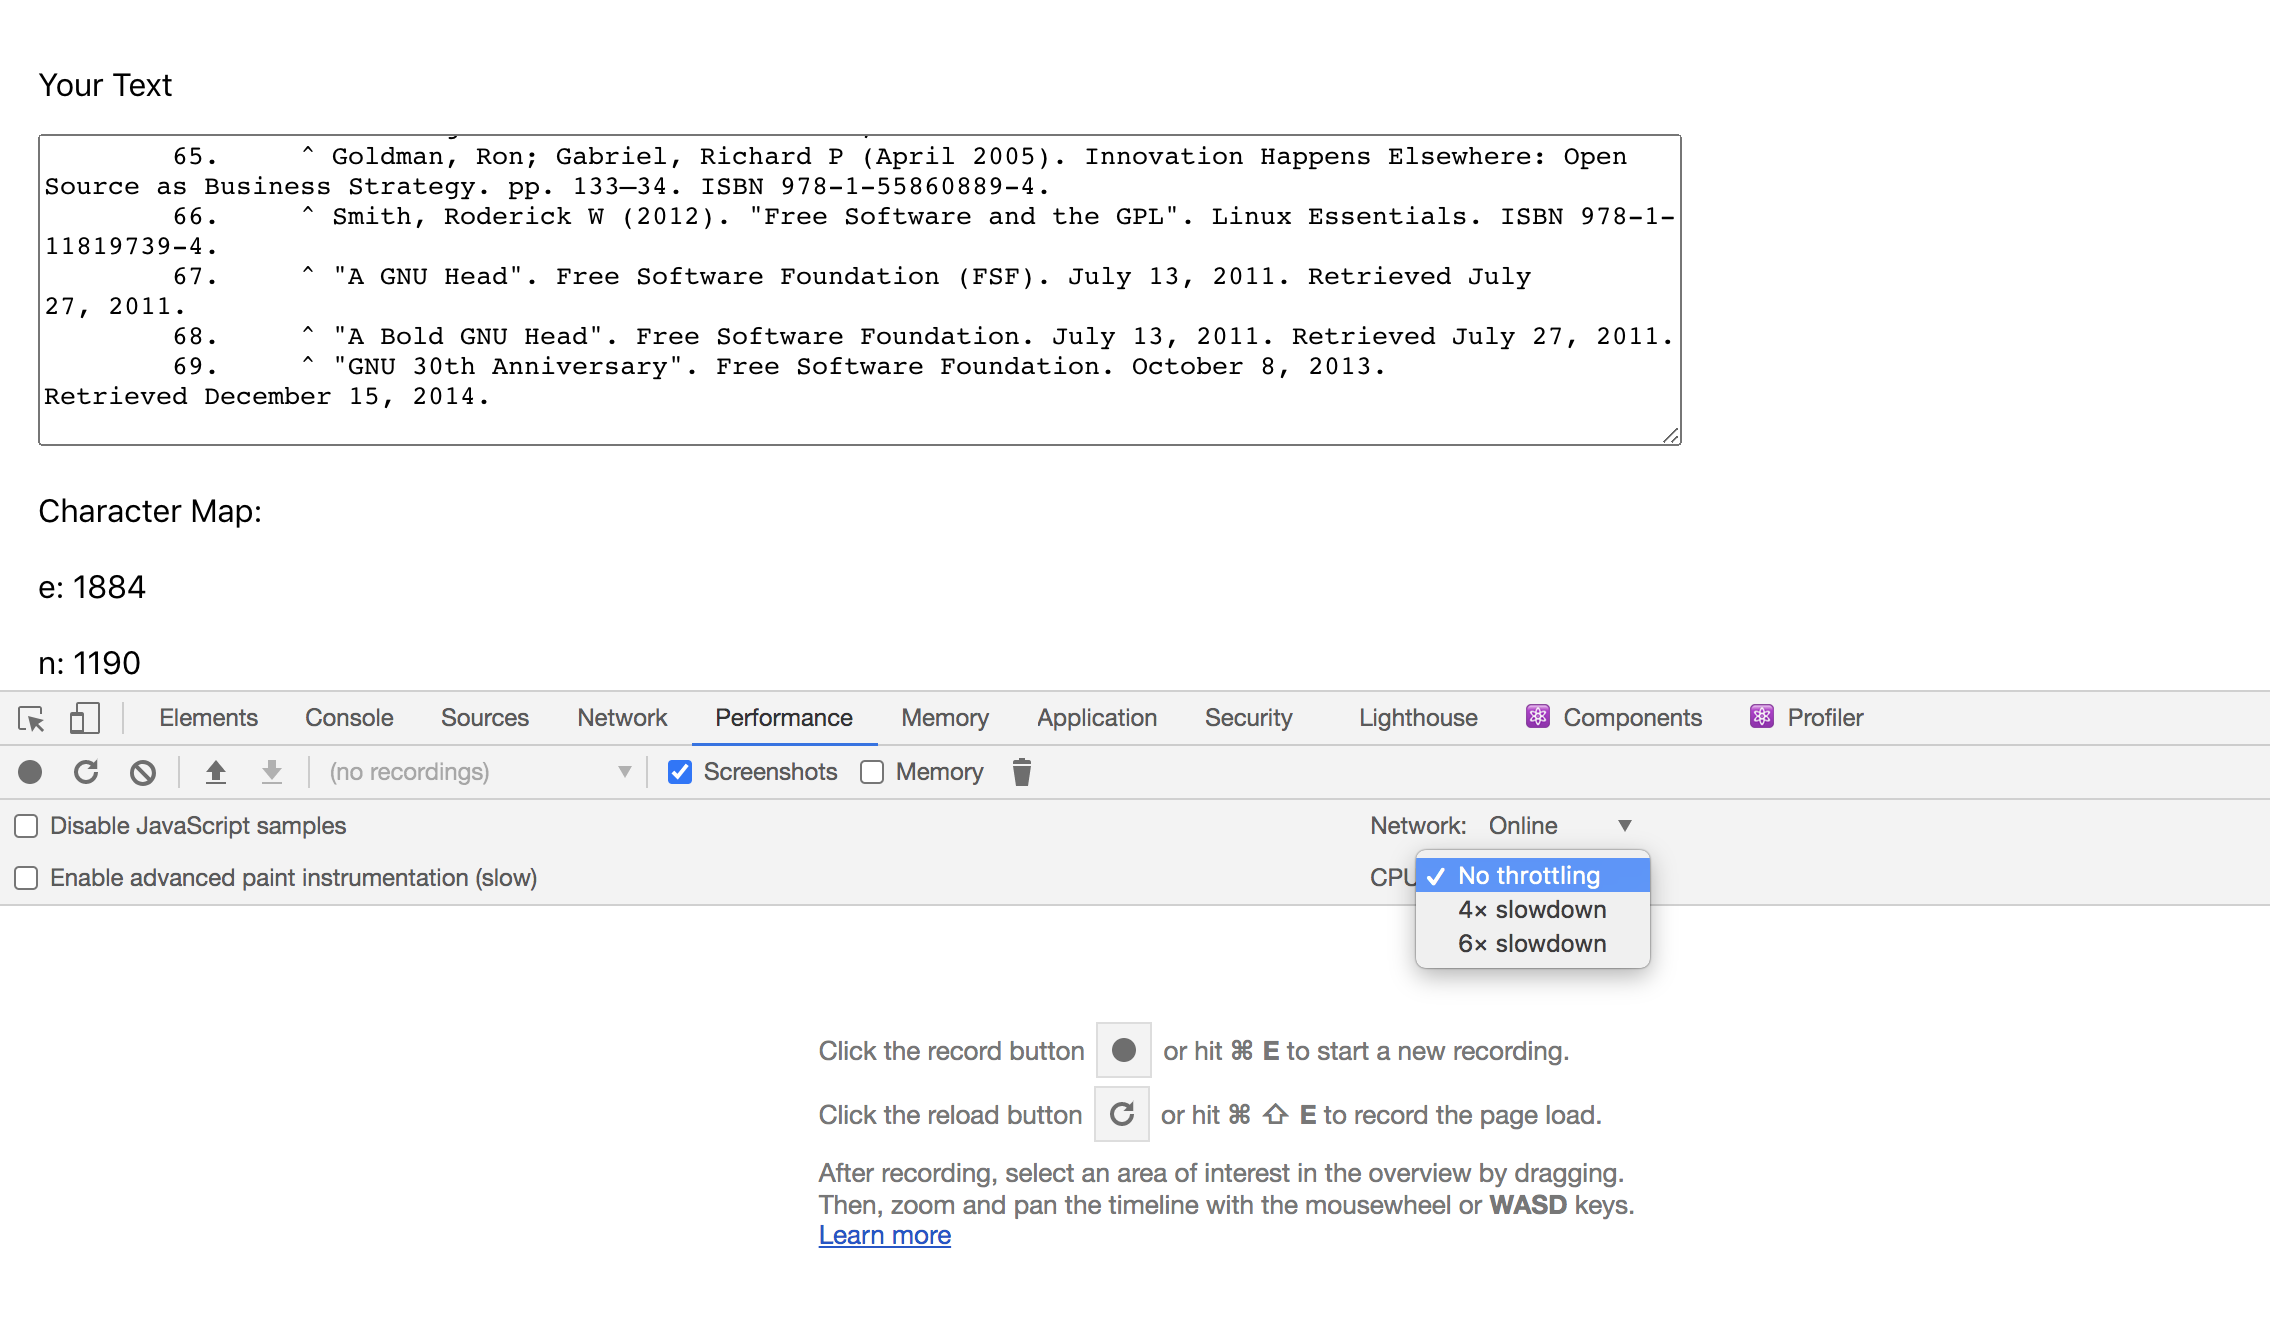 Your Text
65. ^ Goldman, Ron; Gabriel, Richard P (April 2005). Innovation Happens Elsewhere: Open
Source as Business Strategy. pp. 133–34. ISBN 978-1-55860889-4.
66. ^ Smith, Roderick W (2012). "Free Software and the GPL". Linux Essentials. ISBN 978-1-
11819739-4.
67. ^ "A GNU Head". Free Software Foundation (FSF). July 13, 2011. Retrieved July
27, 2011.
68. ^ "A Bold GNU Head". Free Software Foundation. July 13, 2011. Retrieved July 27, 2011.
69. ^ "GNU 30th Anniversary". Free Software Foundation. October 8, 2013.
Retrieved December 15, 2014.
Character Map:
e: 1884
n: 1190
Elements Console Sources Network Performance Memory Application Security Lighthouse Components Profiler
(no recordings) Screenshots Memory
Disable JavaScript samples Network: Online
Enable advanced paint instrumentation (slow) CPU ✓ No throttling
4× slowdown
6× slowdown
Click the record button or hit ⌘ E to start a new recording.
Click the reload button or hit ⌘ ⇧ E to record the page load.
After recording, select an area of interest in the overview by dragging.
Then, zoom and pan the timeline with the mousewheel or WASD keys.
Learn more